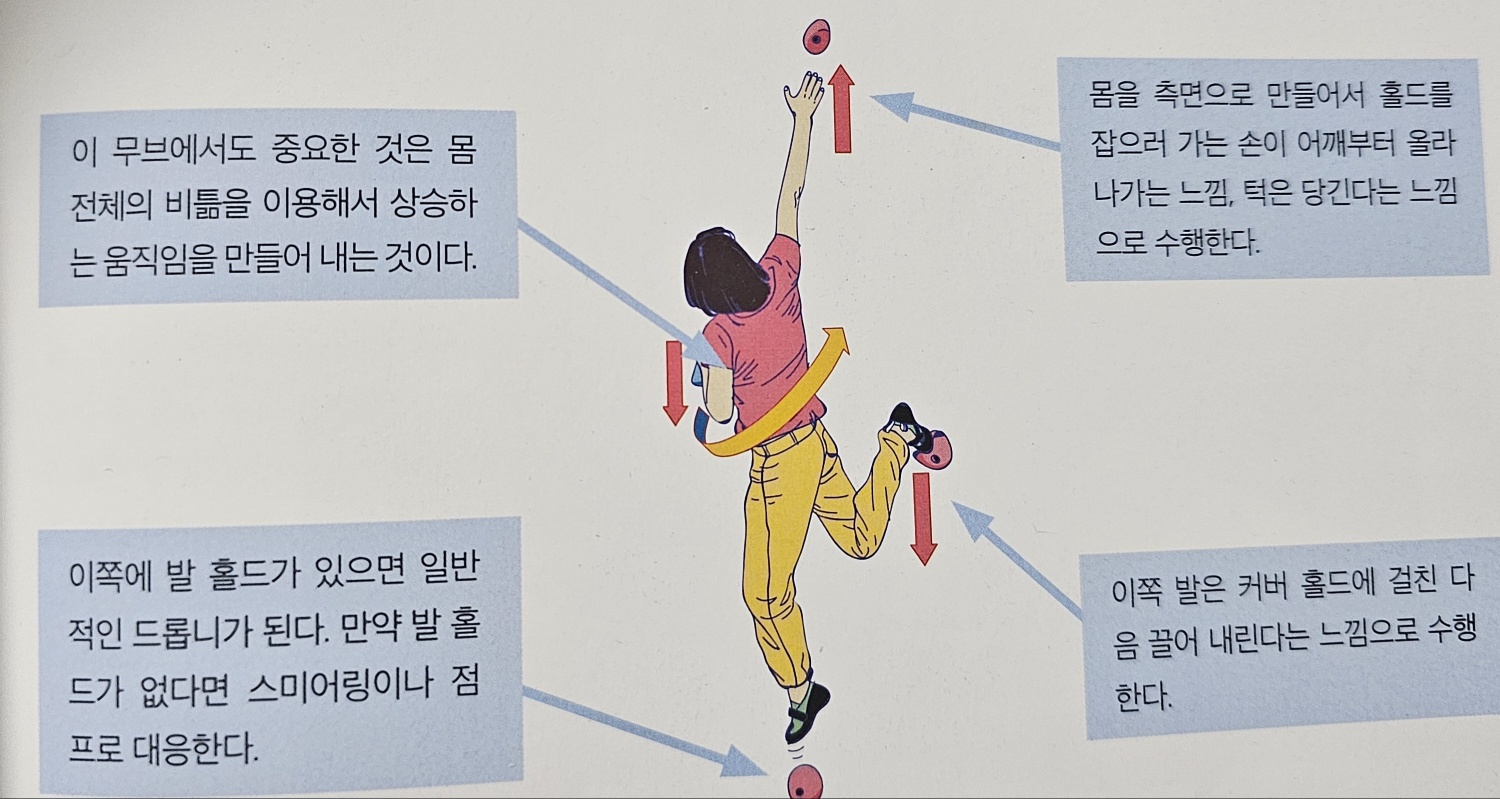 이 무브에서도 중요한 것은 몸
전체의 비틂을 이용해서 상승하
는 움직임을 만들어 내는 것이다.
몸을 측면으로 만들어서 홀드를
잡으러 가는 손이 어깨부터 올라
나가는 느낌, 턱은 당긴다는 느낌
으로 수행한다.
이쪽에 발 홀드가 있으면 일반
적인 드롭니가 된다. 만약 발 홀
드가 없다면 스미어링이나 점
프로 대응한다.
이쪽 발은 커버 홀드에 걸친 다
음 끌어 내린다는 느낌으로 수행
한다.